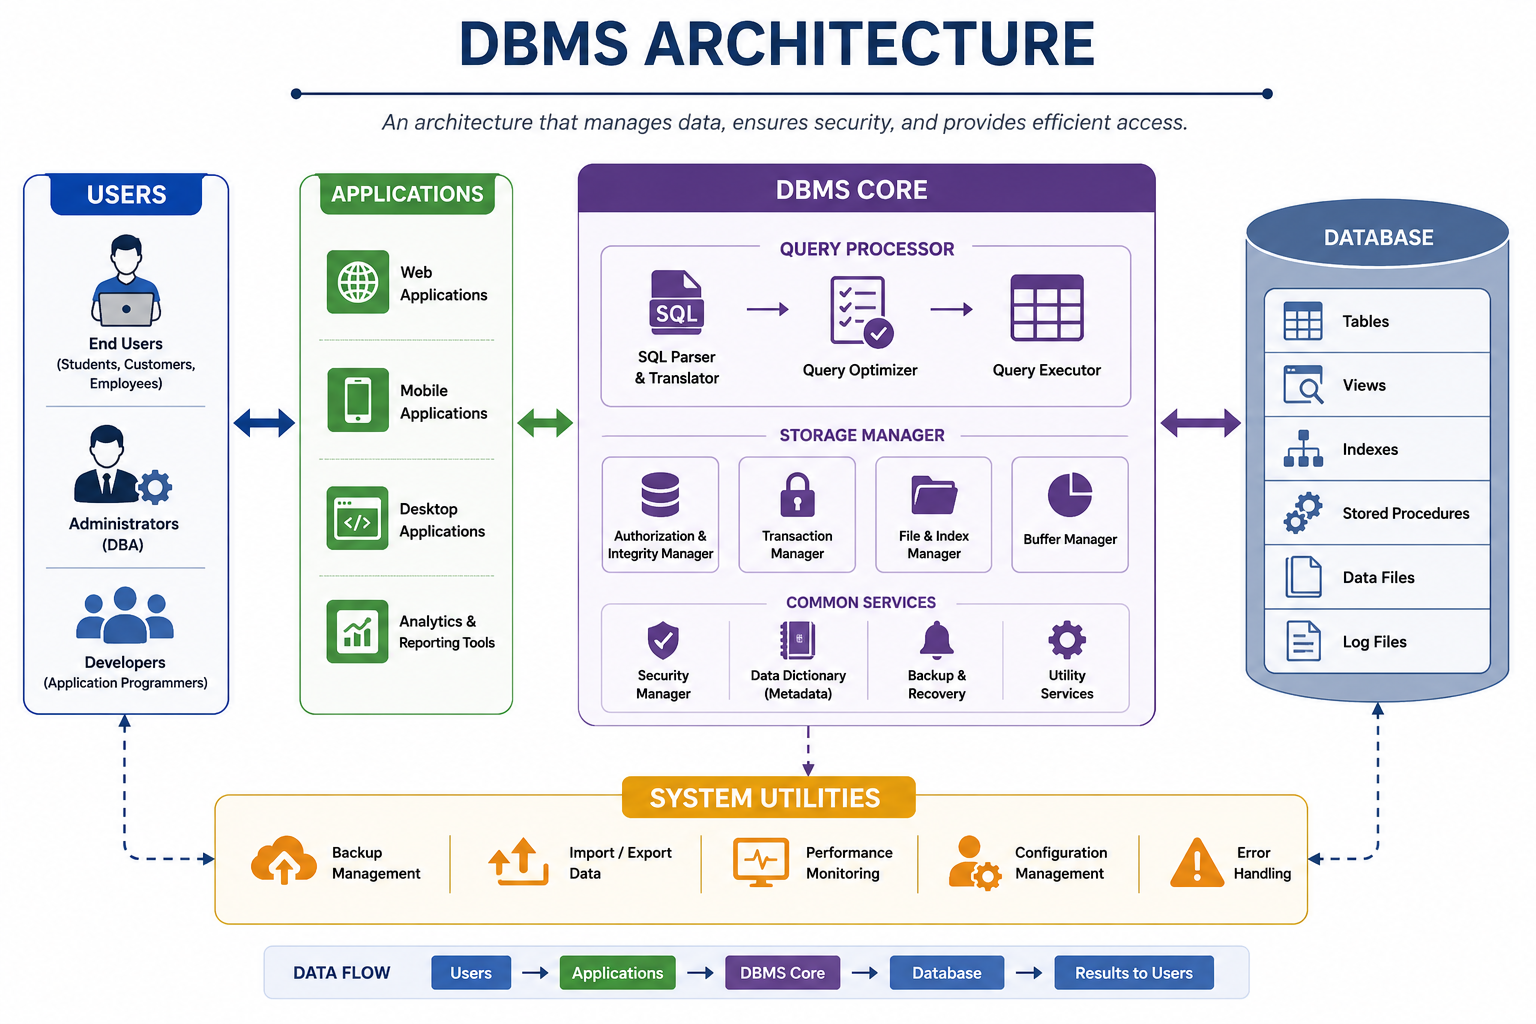 DBMS ARCHITECTURE
An architecture that manages data, ensures security, and provides efficient access.
USERS
End Users
(Students, Customers,
Employees)
Administrators
(DBA)
Developers
(Application Programmers)
APPLICATIONS
Web
Applications
Mobile
Applications
Desktop
Applications
Analytics &
Reporting Tools
DBMS CORE
QUERY PROCESSOR
SQL
SQL Parser
& Translator
Query Optimizer
Query Executor
STORAGE MANAGER
Authorization &
Integrity Manager
Transaction
Manager
File & Index
Manager
Buffer Manager
COMMON SERVICES
Security
Manager
Data Dictionary
(Metadata)
Backup &
Recovery
Utility
Services
DATABASE
Tables
Views
Indexes
Stored Procedures
Data Files
Log Files
SYSTEM UTILITIES
Backup
Management
Import / Export
Data
Performance
Monitoring
Configuration
Management
Error
Handling
DATA FLOW
Users
Applications
DBMS Core
Database
Results to Users